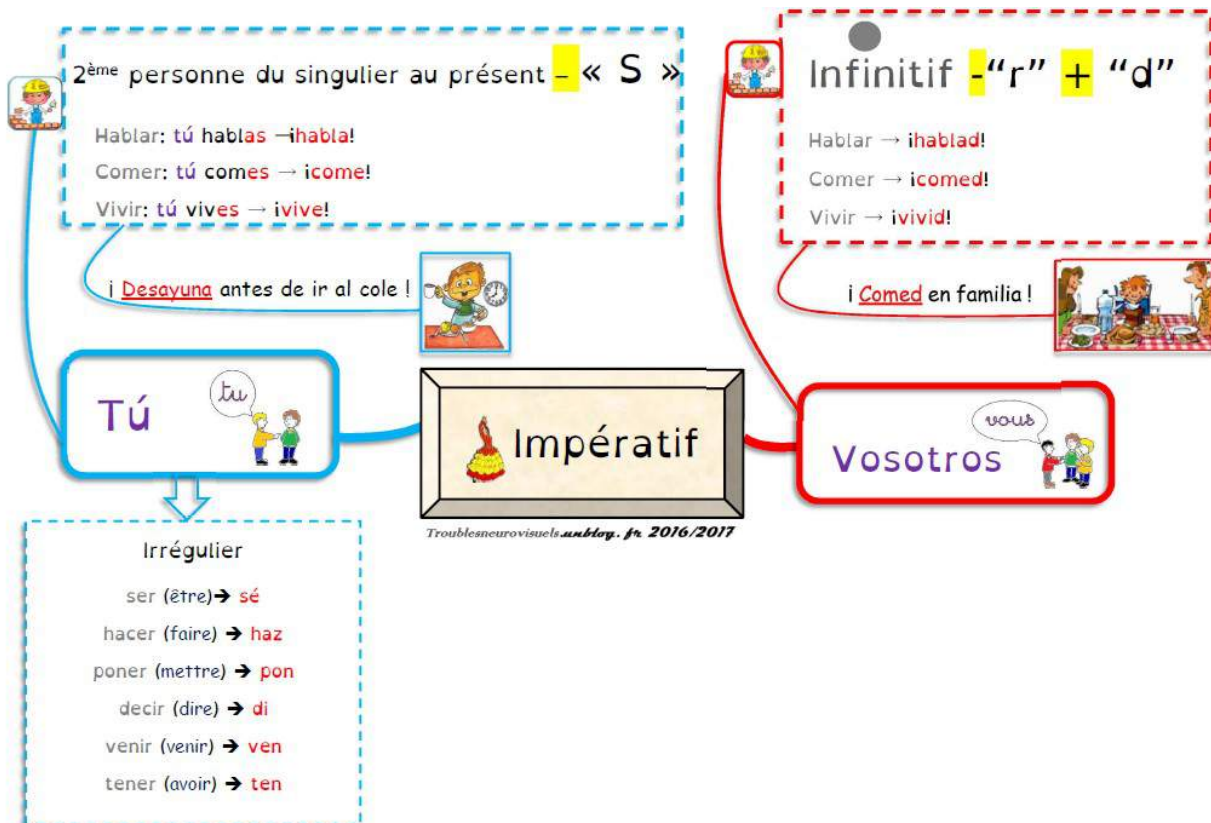 2ème personne du singulier au présent – « S »
Hablar: tú hablas →¡habla!
Comer: tú comes → ¡come!
Vivir: tú vives → ¡vive!
¡ Desayuna antes de ir al cole !
Infinitif -“r” + “d”
Hablar → ¡hablad!
Comer → ¡comed!
Vivir → ¡vivid!
¡ Comed en familia !
Tú
tu
Impératif
Vosotros
vous
Troublesneurovisuels.unblog.fr 2016/2017
Irrégulier
ser (être)➔ sé
hacer (faire) ➔ haz
poner (mettre) ➔ pon
decir (dire) ➔ di
venir (venir) ➔ ven
tener (avoir) ➔ ten